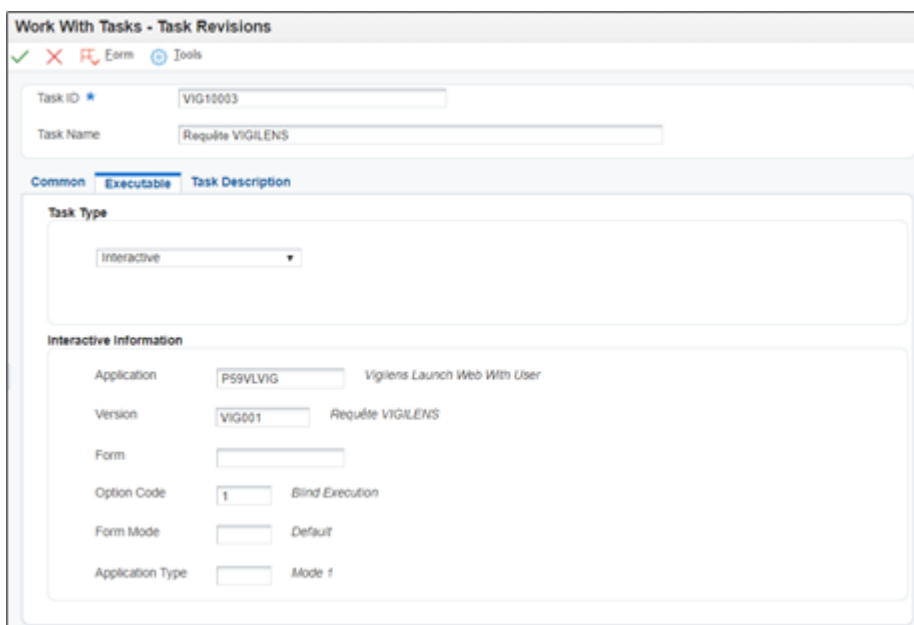 Work With Tasks - Task Revisions
Form Tools
Task ID * VIG10003
Task Name Requête VIGILENS
Common Executable Task Description
Task Type
Interactive
Interactive Information
Application P59VLVIG Vigilens Launch Web With User
Version VIG001 Requête VIGILENS
Form
Option Code 1 Blind Execution
Form Mode Default
Application Type Mode 1